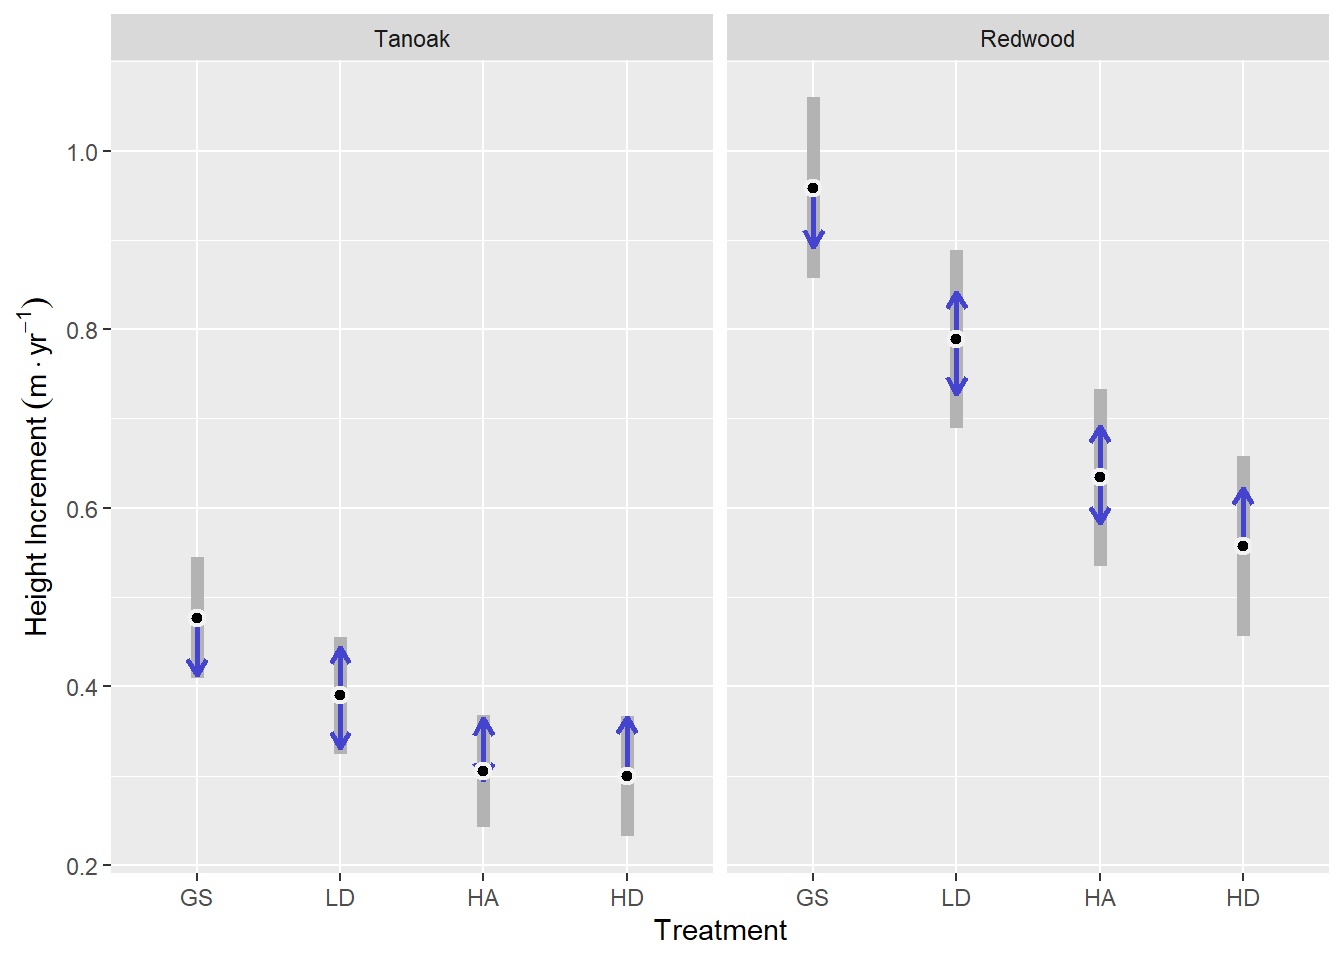 Tanoak
Redwood
Height Increment (m · yr⁻¹)
1.0
0.8
0.6
0.4
0.2
GS LD HA HD
GS LD HA HD
Treatment